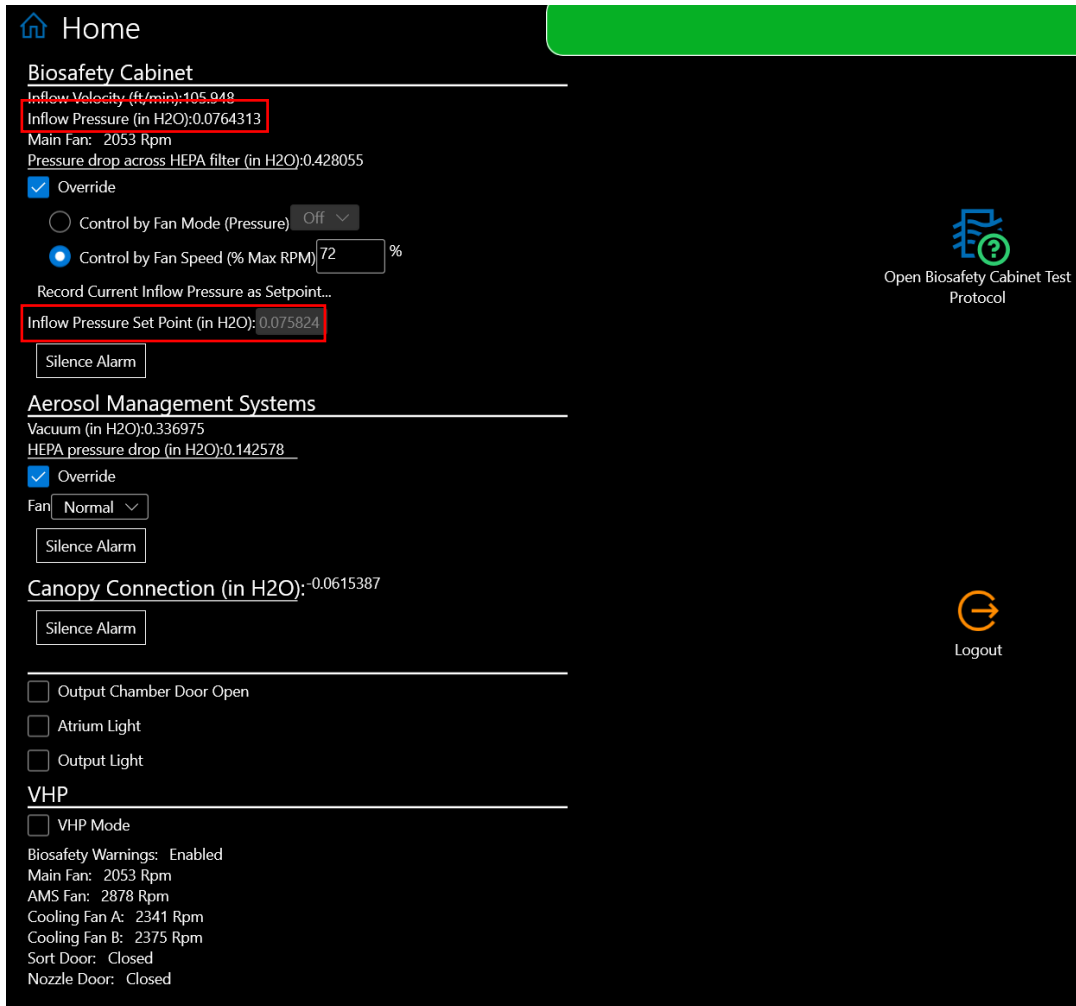 Home
Biosafety Cabinet
Inflow Velocity (ft/min):105.948
Inflow Pressure (in H2O):0.0764313
Main Fan: 2053 Rpm
Pressure drop across HEPA filter (in H2O):0.428055
Override
Control by Fan Mode (Pressure) Off
Control by Fan Speed (% Max RPM) 72 %
Record Current Inflow Pressure as Setpoint...
Inflow Pressure Set Point (in H2O): 0.075824
Silence Alarm
Aerosol Management Systems
Vacuum (in H2O):0.336975
HEPA pressure drop (in H2O):0.142578
Override
Fan Normal
Silence Alarm
Canopy Connection (in H2O):-0.0615387
Silence Alarm
Output Chamber Door Open
Atrium Light
Output Light
VHP
VHP Mode
Biosafety Warnings: Enabled
Main Fan: 2053 Rpm
AMS Fan: 2878 Rpm
Cooling Fan A: 2341 Rpm
Cooling Fan B: 2375 Rpm
Sort Door: Closed
Nozzle Door: Closed
?
Open Biosafety Cabinet Test
Protocol
Logout